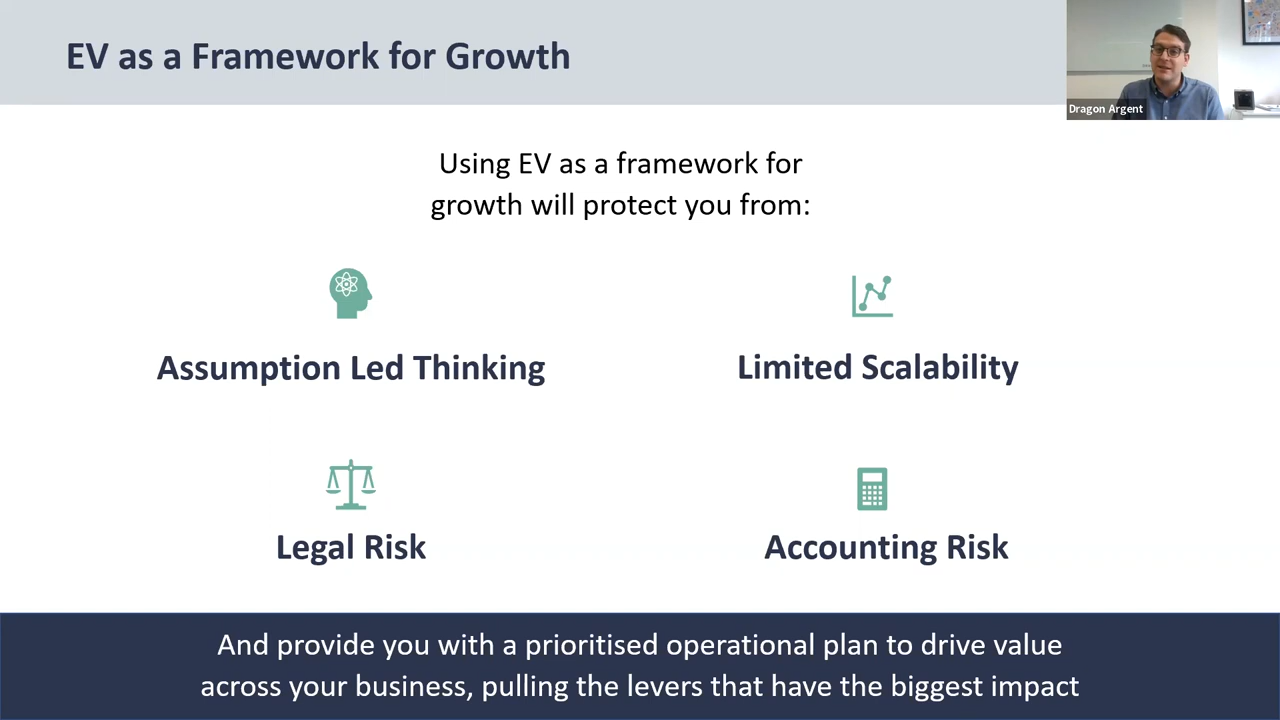 EV as a Framework for Growth
Dragon Argent
Using EV as a framework for
growth will protect you from:
Assumption Led Thinking
Limited Scalability
Legal Risk
Accounting Risk
And provide you with a prioritised operational plan to drive value
across your business, pulling the levers that have the biggest impact